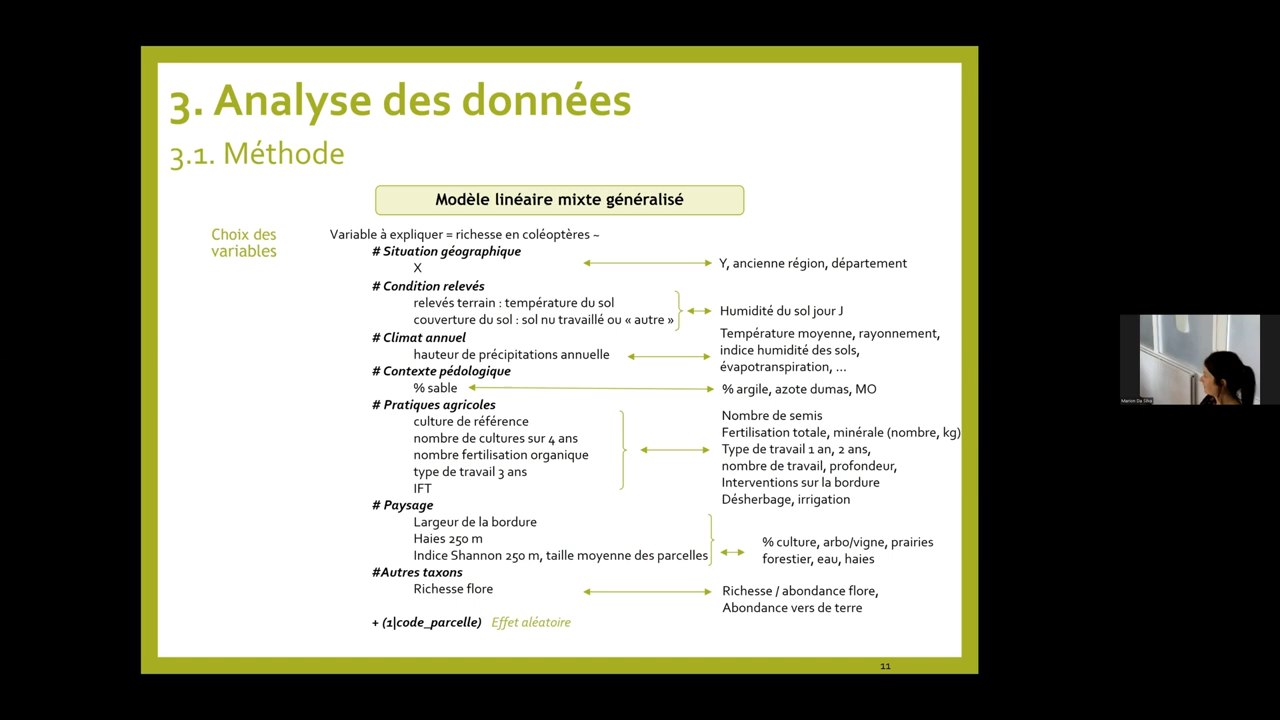 3. Analyse des données
3.1. Méthode
Modèle linéaire mixte généralisé
Choix des
variables
Variable à expliquer = richesse en coléoptères ~
# Situation géographique
X
Y, ancienne région, département
# Condition relevés
relevés terrain : température du sol
couverture du sol : sol nu travaillé ou « autre »
Humidité du sol jour J
# Climat annuel
hauteur de précipitations annuelle
Température moyenne, rayonnement,
indice humidité des sols,
évapotranspiration, ...
# Contexte pédologique
% sable
% argile, azote dumas, MO
# Pratiques agricoles
culture de référence
nombre de cultures sur 4 ans
nombre fertilisation organique
type de travail 3 ans
IFT
Nombre de semis
Fertilisation totale, minérale (nombre, kg)
Type de travail 1 an, 2 ans,
nombre de travail, profondeur,
Interventions sur la bordure
Désherbage, irrigation
# Paysage
Largeur de la bordure
Haies 250 m
Indice Shannon 250 m, taille moyenne des parcelles
% culture, arbo/vigne, prairies
forestier, eau, haies
#Autres taxons
Richesse flore
Richesse / abondance flore,
Abondance vers de terre
+ (1|code_parcelle) Effet aléatoire
11
Marion Da Silva